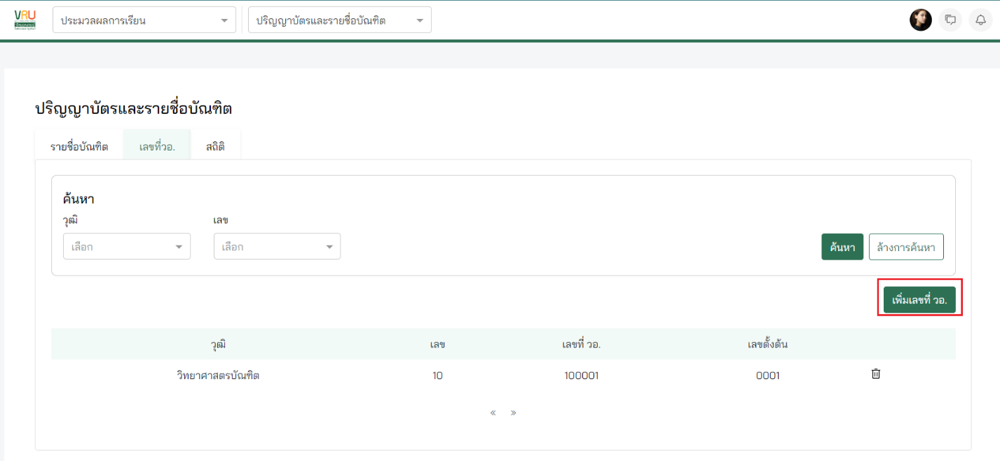 VRU
ประมวลผลการเรียน
ปริญญาบัตรและรายชื่อบัณฑิต
ปริญญาบัตรและรายชื่อบัณฑิต
รายชื่อบัณฑิต เลขที่วอ. สถิติ
ค้นหา
วุฒิ เลข
เลือก เลือก ค้นหา ล้างการค้นหา
เพิ่มเลขที่ วอ.
วุฒิ เลข เลขที่ วอ. เลขตั้งต้น
วิทยาศาสตรบัณฑิต 10 100001 0001
« »